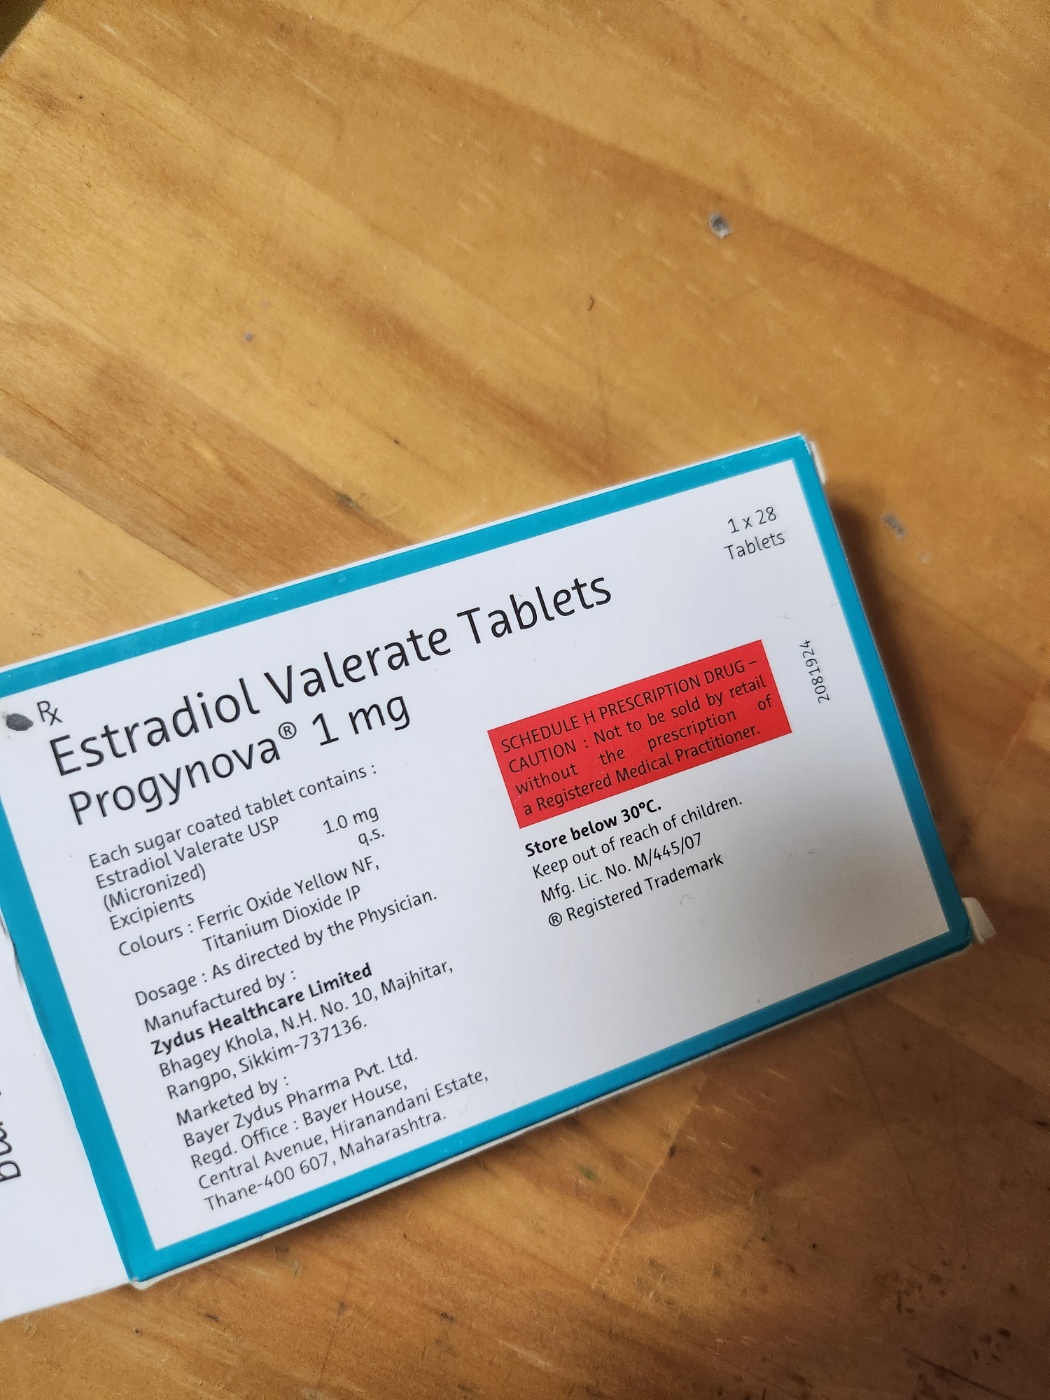 1 x 28
Tablets
Rx
Estradiol Valerate Tablets
Progynova® 1 mg
Each sugar coated tablet contains :
Estradiol Valerate USP 1.0 mg
(Micronized)
Excipients q.s.
Colours : Ferric Oxide Yellow NF,
Titanium Dioxide IP
Dosage : As directed by the Physician.
Manufactured by :
Zydus Healthcare Limited
Bhagey Khola, N.H. No. 10, Majhitar,
Rangpo, Sikkim-737136.
Marketed by :
Bayer Zydus Pharma Pvt. Ltd.
Regd. Office : Bayer House,
Central Avenue, Hiranandani Estate,
Thane-400 607, Maharashtra.
SCHEDULE H PRESCRIPTION DRUG –
CAUTION : Not to be sold by retail
without the prescription of
a Registered Medical Practitioner.
Store below 30°C.
Keep out of reach of children.
Mfg. Lic. No. M/445/07
® Registered Trademark
2081924